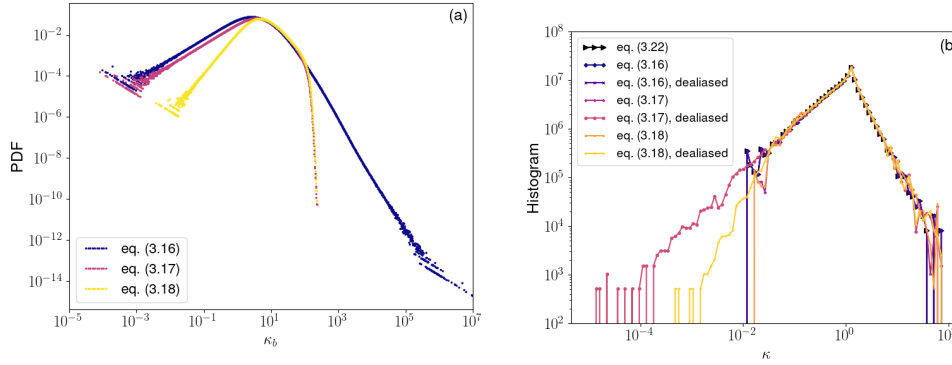 (a)
PDF
10^{-2}
10^{-4}
10^{-6}
10^{-8}
10^{-10}
10^{-12}
10^{-14}
eq. (3.16)
eq. (3.17)
eq. (3.18)
10^{-5}
10^{-3}
10^{-1}
10^{1}
10^{3}
10^{5}
10^{7}
κ_b
(b
Histogram
10^{8}
10^{7}
10^{6}
10^{5}
10^{4}
10^{3}
10^{2}
eq. (3.22)
eq. (3.16)
eq. (3.16), dealiased
eq. (3.17)
eq. (3.17), dealiased
eq. (3.18)
eq. (3.18), dealiased
10^{-4}
10^{-2}
10^{0}
κ